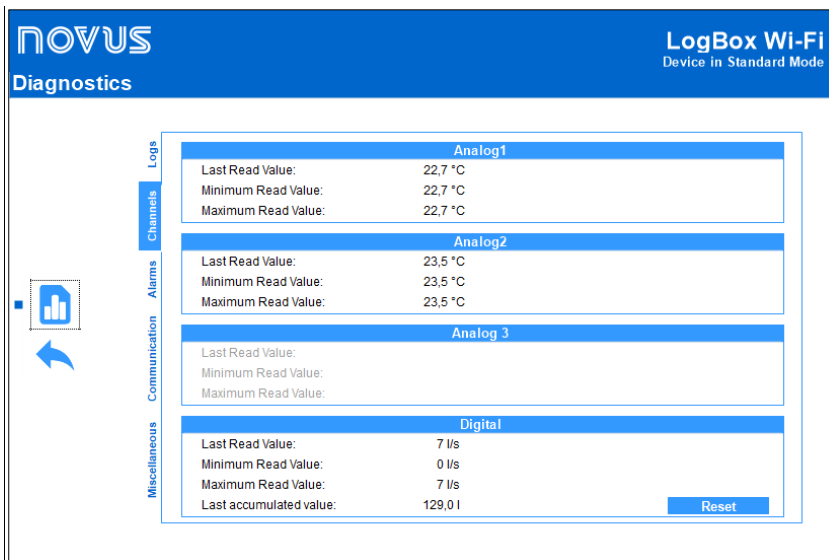 NOVUS
LogBox Wi-Fi
Device in Standard Mode
Diagnostics
Logs
Channels
Alarms
Communication
Miscellaneous
Analog1
Last Read Value: 22,7 °C
Minimum Read Value: 22,7 °C
Maximum Read Value: 22,7 °C
Analog2
Last Read Value: 23,5 °C
Minimum Read Value: 23,5 °C
Maximum Read Value: 23,5 °C
Analog 3
Last Read Value:
Minimum Read Value:
Maximum Read Value:
Digital
Last Read Value: 7 l/s
Minimum Read Value: 0 l/s
Maximum Read Value: 7 l/s
Last accumulated value: 129,0 l
Reset